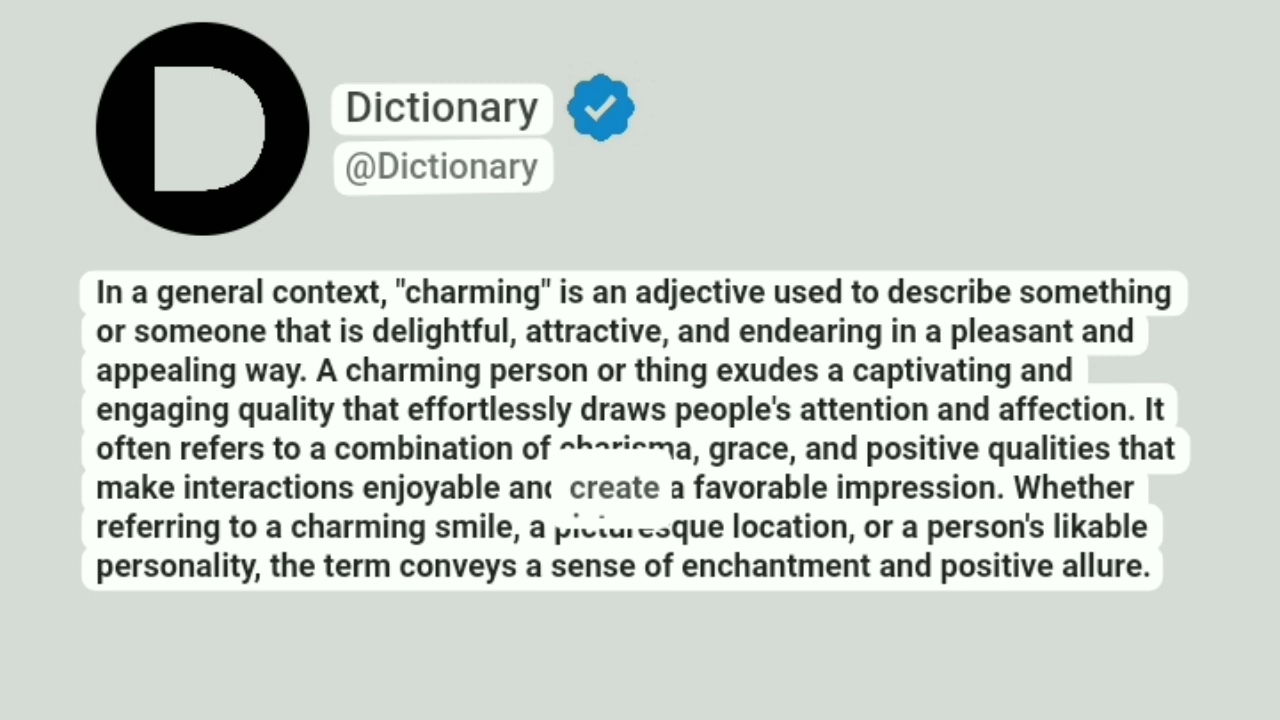 D
Dictionary
@Dictionary
In a general context, "charming" is an adjective used to describe something
or someone that is delightful, attractive, and endearing in a pleasant and
appealing way. A charming person or thing exudes a captivating and
engaging quality that effortlessly draws people's attention and affection. It
often refers to a combination of charisma, grace, and positive qualities that
make interactions enjoyable and create a favorable impression. Whether
referring to a charming smile, a picturesque location, or a person's likable
personality, the term conveys a sense of enchantment and positive allure.